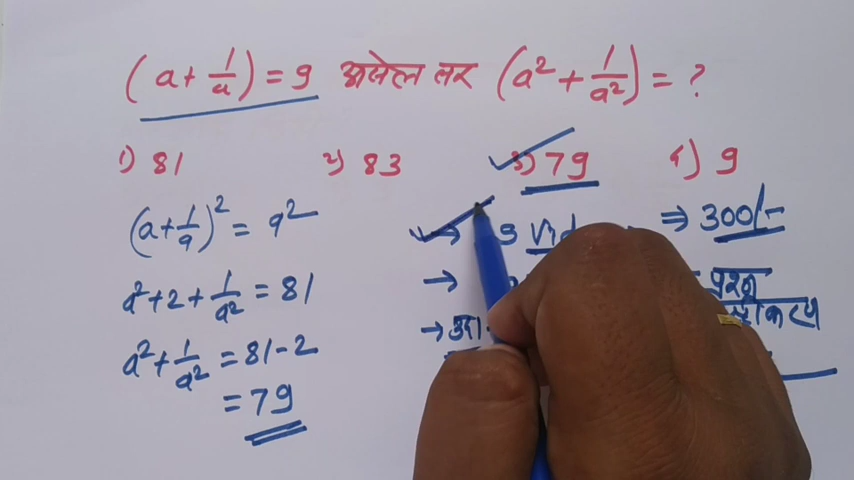 (a + 1/a) = 9 असेल तर (a² + 1/a²) = ?
1) 81 2) 83 3) 79 4) 9
(a + 1/a)² = 9²
a² + 2 + 1/a² = 81
a² + 1/a² = 81 - 2
= 79
⇒ 300/-
→
→
→
प्रश्न